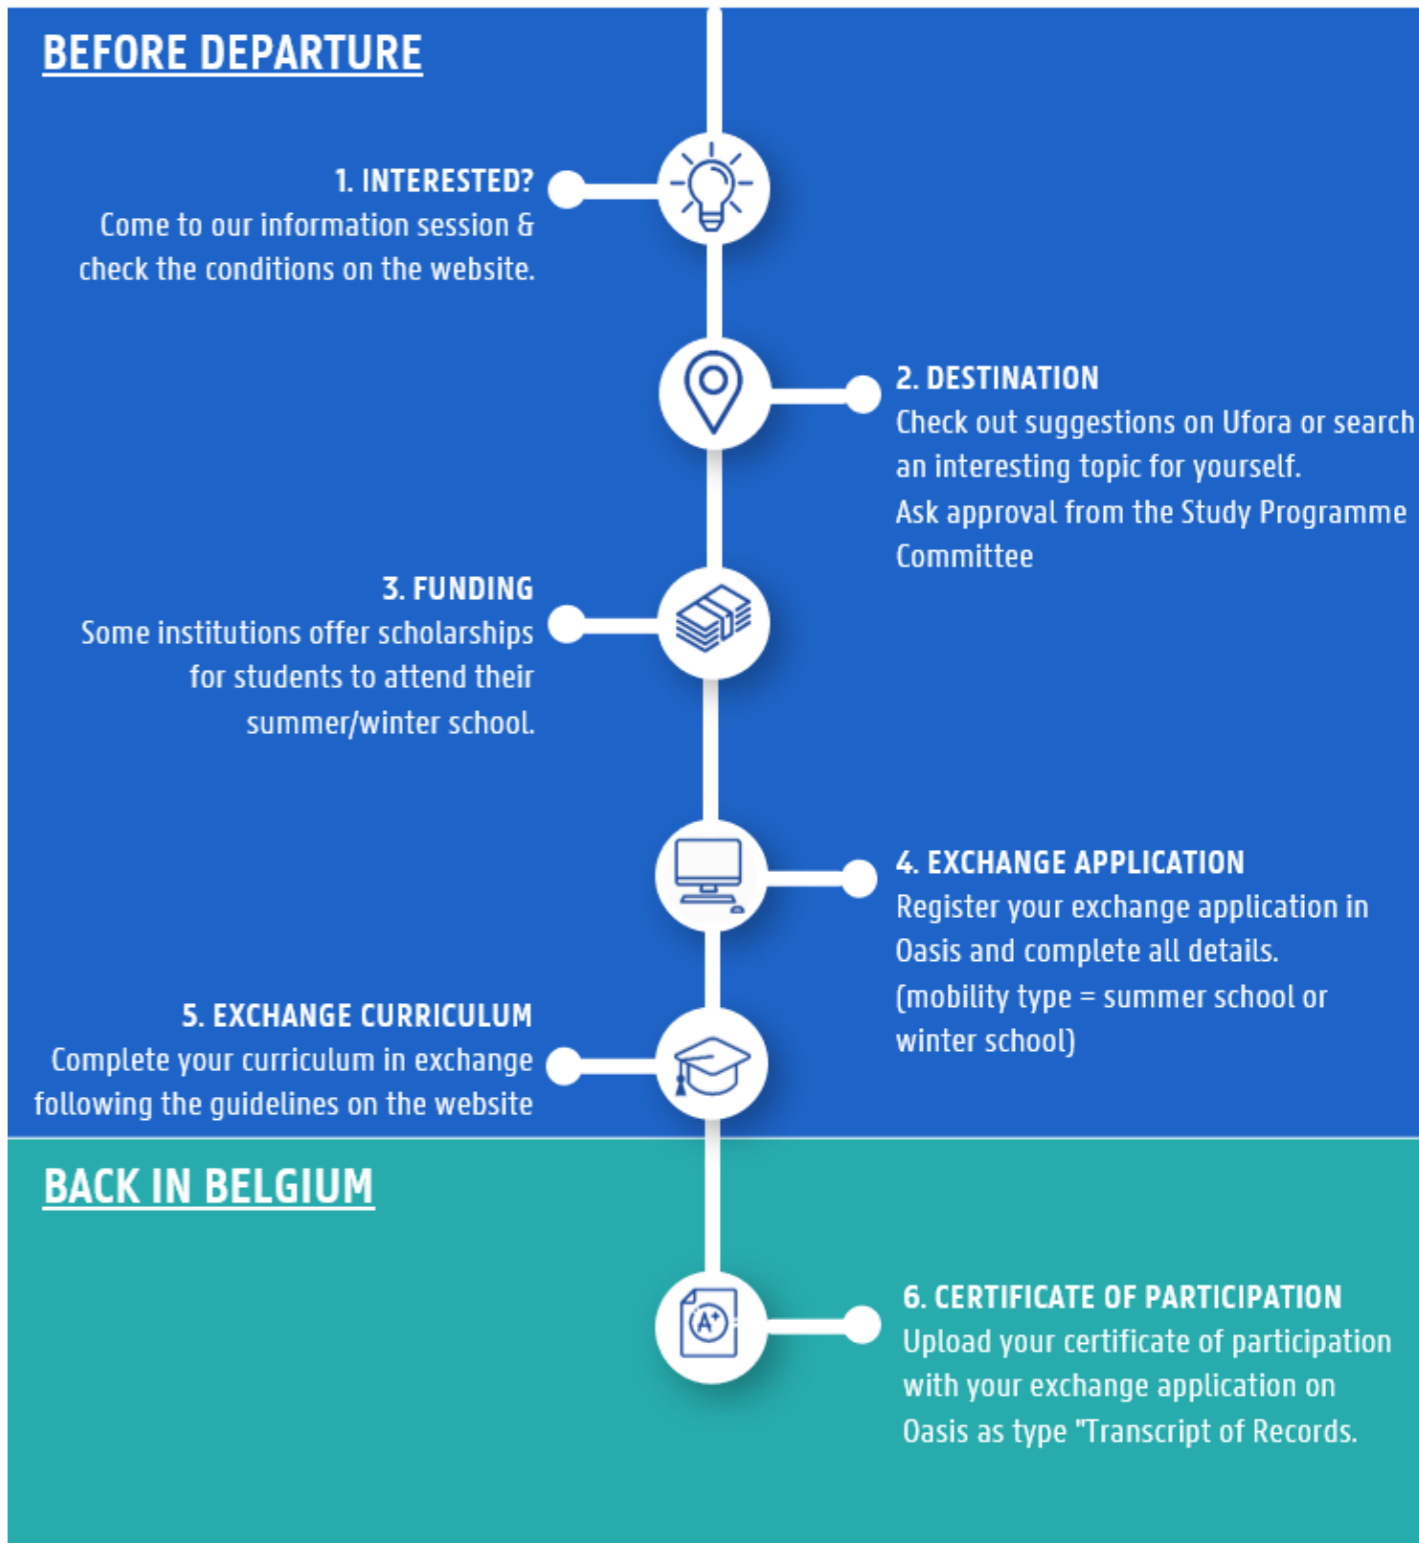 BEFORE DEPARTURE
1. INTERESTED?
Come to our information session &
check the conditions on the website.
2. DESTINATION
Check out suggestions on Ufora or search
an interesting topic for yourself.
Ask approval from the Study Programme
Committee
3. FUNDING
Some institutions offer scholarships
for students to attend their
summer/winter school.
4. EXCHANGE APPLICATION
Register your exchange application in
Oasis and complete all details.
(mobility type = summer school or
winter school)
5. EXCHANGE CURRICULUM
Complete your curriculum in exchange
following the guidelines on the website
BACK IN BELGIUM
A+
6. CERTIFICATE OF PARTICIPATION
Upload your certificate of participation
with your exchange application on
Oasis as type "Transcript of Records.